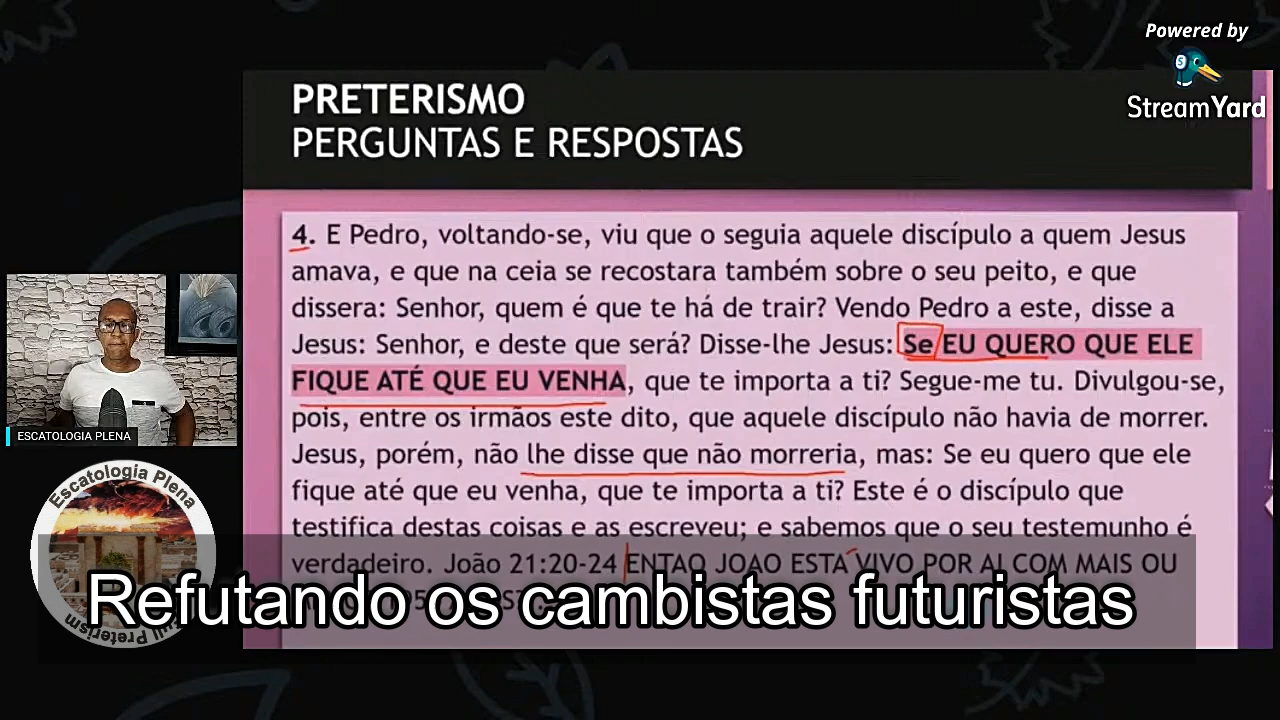 Powered by
StreamYard
PRETERISMO
PERGUNTAS E RESPOSTAS
4. E Pedro, voltando-se, viu que o seguia aquele discípulo a quem Jesus
amava, e que na ceia se recostara também sobre o seu peito, e que
dissera: Senhor, quem é que te há de trair? Vendo Pedro a este, disse a
Jesus: Senhor, e deste que será? Disse-lhe Jesus: Se EU QUERO QUE ELE
FIQUE ATÉ QUE EU VENHA, que te importa a ti? Segue-me tu. Divulgou-se,
pois, entre os irmãos este dito, que aquele discípulo não havia de morrer.
Jesus, porém, não lhe disse que não morreria, mas: Se eu quero que ele
fique até que eu venha, que te importa a ti? Este é o discípulo que
testifica destas coisas e as escreveu; e sabemos que o seu testemunho é
verdadeiro. João 21:20-24 ENTAO JOAO ESTA VIVO POR AI COM MAIS OU
ESCATOLOGIA PLENA
Escatologia Plena
Full Preterism
Refutando os cambistas futuristas